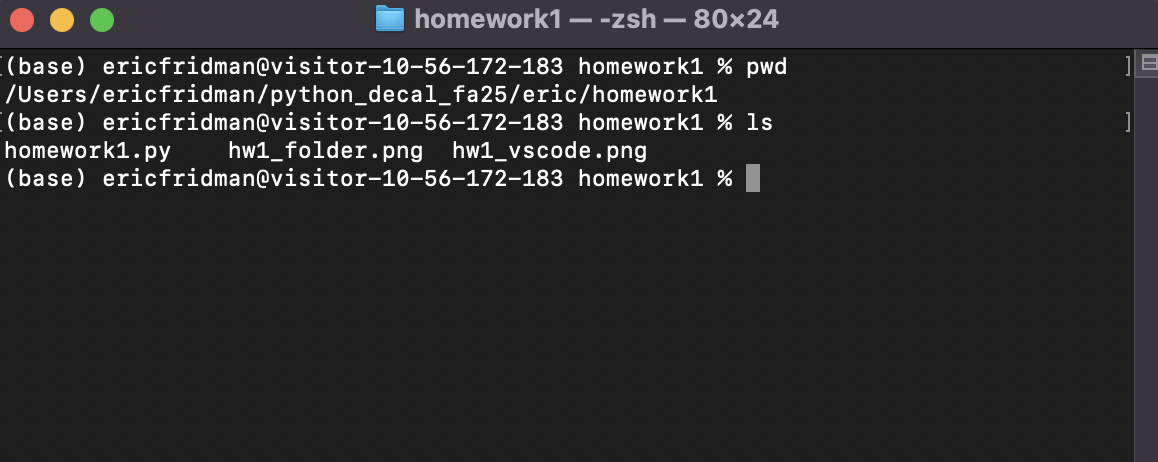 homework1 — -zsh — 80×24
[(base) ericfridman@visitor-10-56-172-183 homework1 % pwd ]
/Users/ericfridman/python_decal_fa25/eric/homework1
[(base) ericfridman@visitor-10-56-172-183 homework1 % ls ]
homework1.py    hw1_folder.png  hw1_vscode.png
(base) ericfridman@visitor-10-56-172-183 homework1 %